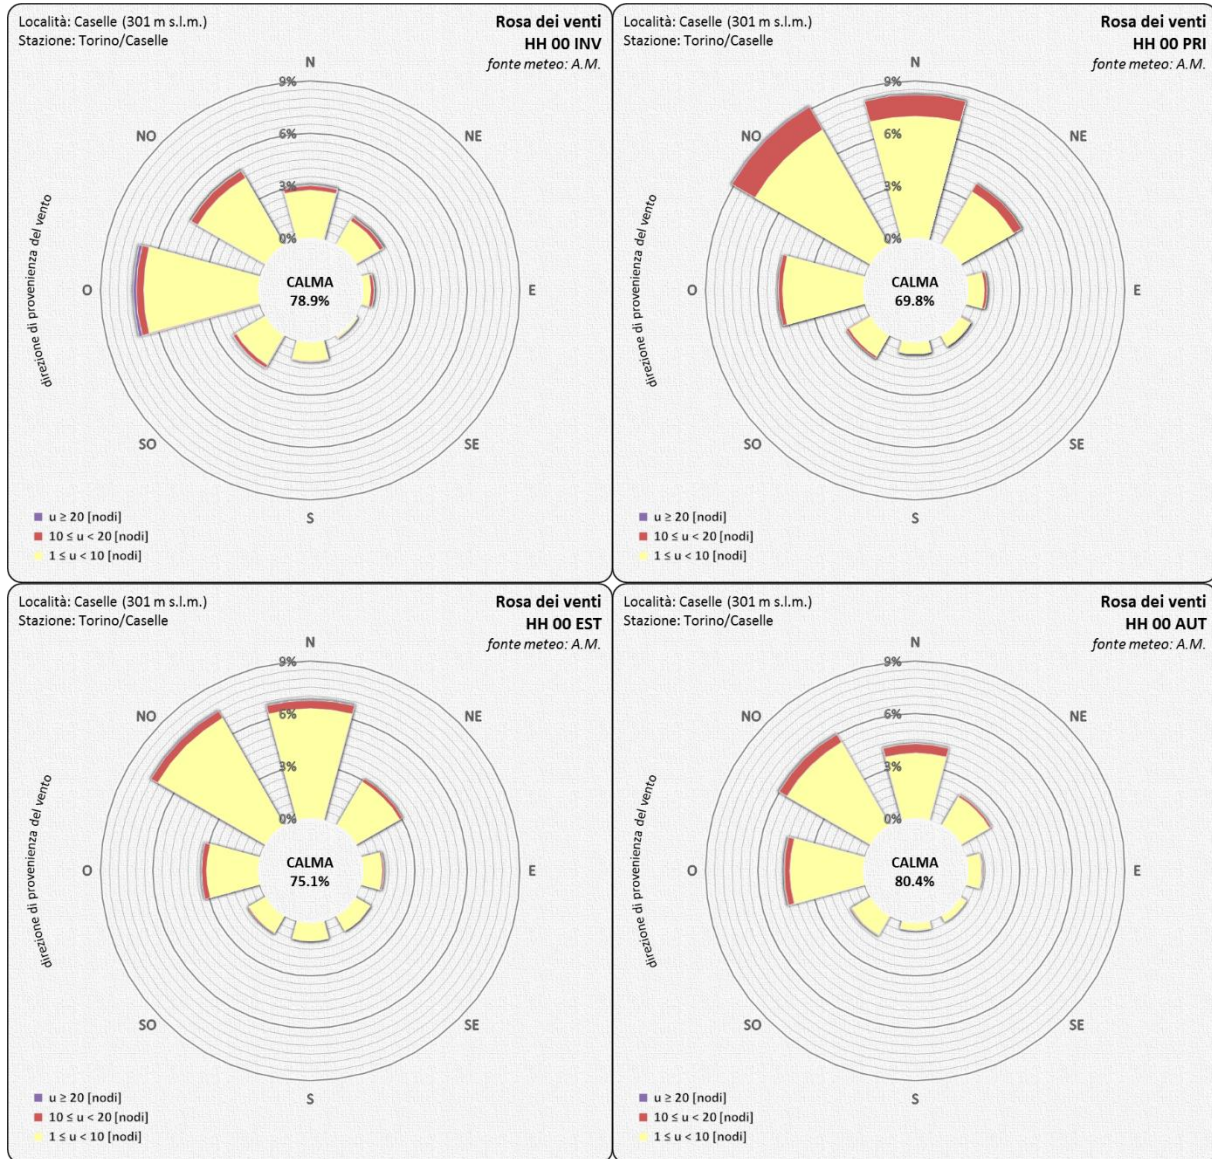 Località: Caselle (301 m s.l.m.)
Stazione: Torino/Caselle
Rosa dei venti
HH 00 INV
fonte meteo: A.M.
N
9%
NO
NE
6%
3%
0%
direzione di provenienza del vento
O
CALMA
78.9%
E
SO
SE
S
u ≥ 20 [nodi]
10 ≤ u < 20 [nodi]
1 ≤ u < 10 [nodi]
Località: Caselle (301 m s.l.m.)
Stazione: Torino/Caselle
Rosa dei venti
HH 00 PRI
fonte meteo: A.M.
N
9%
NO
NE
6%
3%
0%
direzione di provenienza del vento
O
CALMA
69.8%
E
SO
SE
S
u ≥ 20 [nodi]
10 ≤ u < 20 [nodi]
1 ≤ u < 10 [nodi]
Località: Caselle (301 m s.l.m.)
Stazione: Torino/Caselle
Rosa dei venti
HH 00 EST
fonte meteo: A.M.
N
9%
NO
NE
6%
3%
0%
direzione di provenienza del vento
O
CALMA
75.1%
E
SO
SE
S
u ≥ 20 [nodi]
10 ≤ u < 20 [nodi]
1 ≤ u < 10 [nodi]
Località: Caselle (301 m s.l.m.)
Stazione: Torino/Caselle
Rosa dei venti
HH 00 AUT
fonte meteo: A.M.
N
9%
NO
NE
6%
3%
0%
direzione di provenienza del vento
O
CALMA
80.4%
E
SO
SE
S
u ≥ 20 [nodi]
10 ≤ u < 20 [nodi]
1 ≤ u < 10 [nodi]